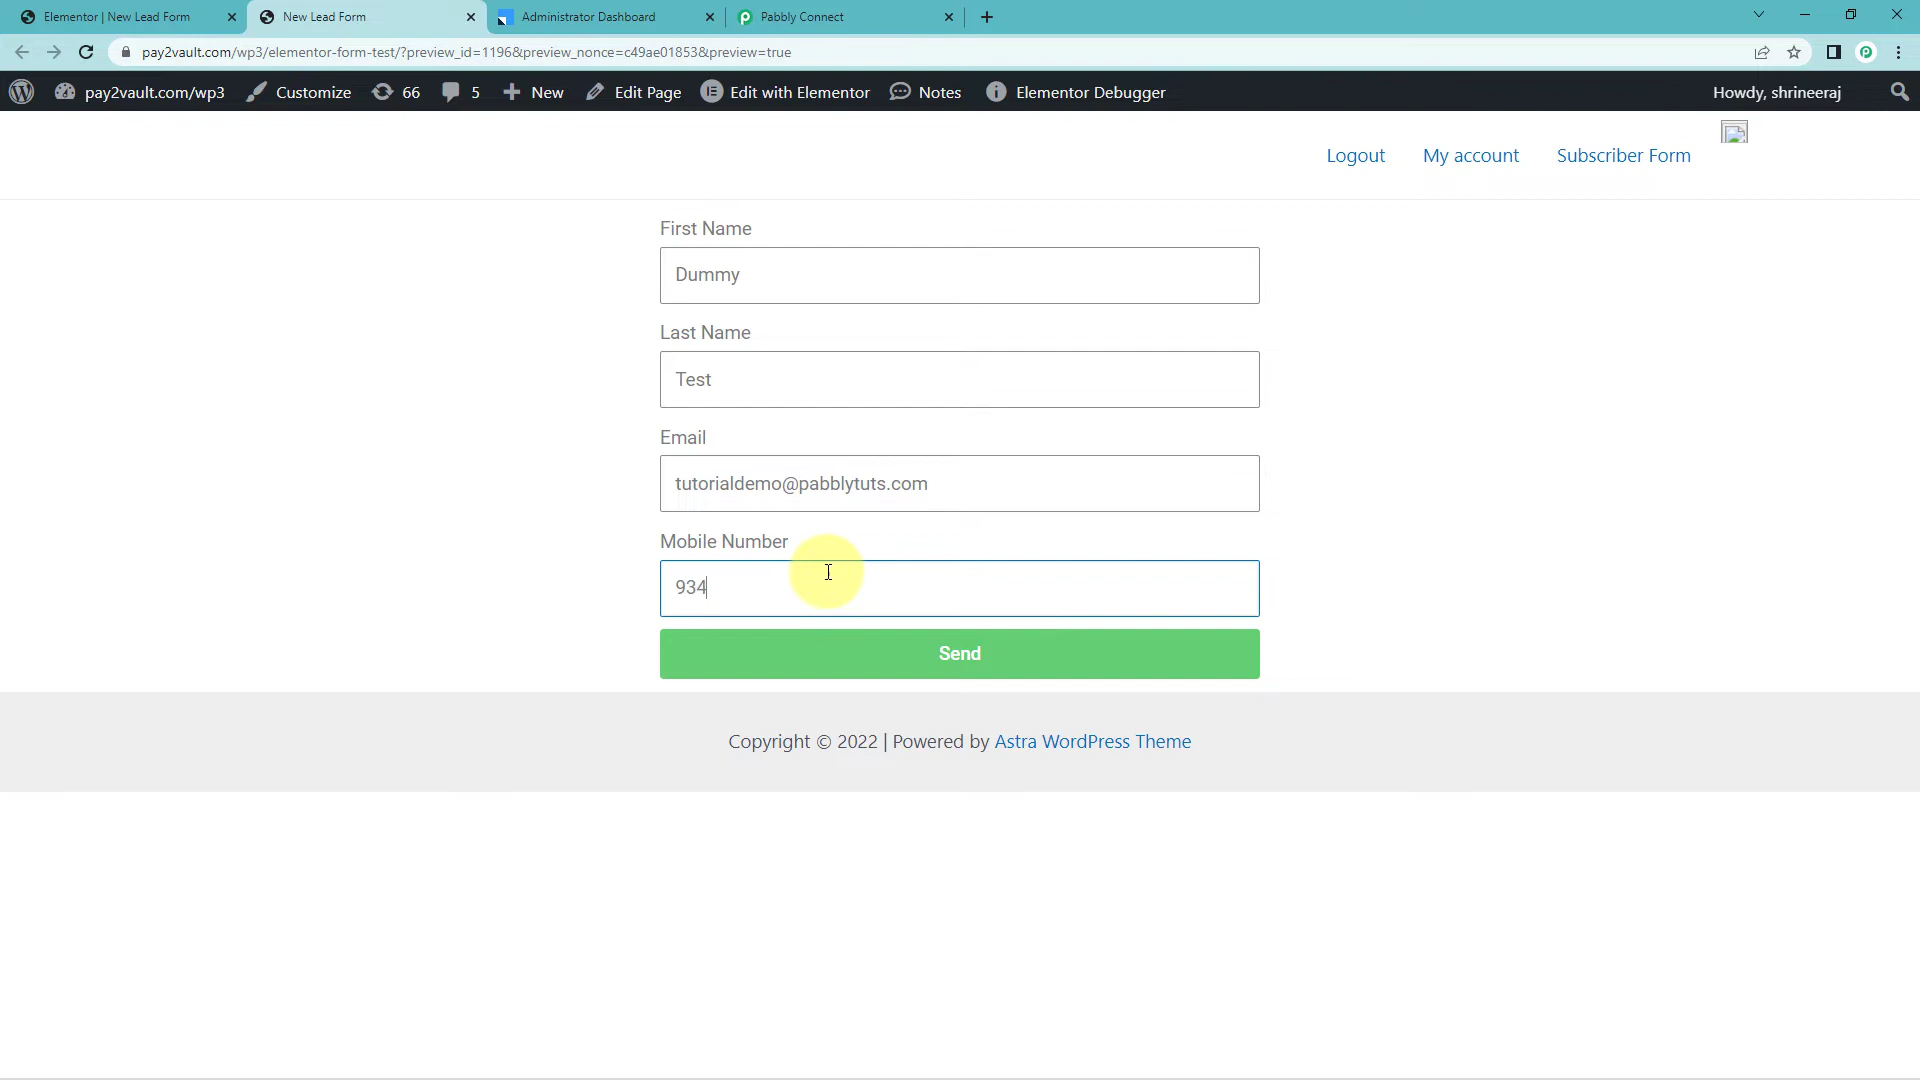 Elementor | New Lead Form
New Lead Form
Administrator Dashboard
Pabbly Connect
pay2vault.com/wp3/elementor-form-test/?preview_id=1196&preview_nonce=c49ae01853&preview=true
pay2vault.com/wp3 Customize 66 5 New Edit Page Edit with Elementor Notes Elementor Debugger Howdy, shrineeraj
Logout My account Subscriber Form
First Name
Dummy
Last Name
Test
Email
tutorialdemo@pabblytuts.com
Mobile Number
934
Send
Copyright © 2022 | Powered by Astra WordPress Theme